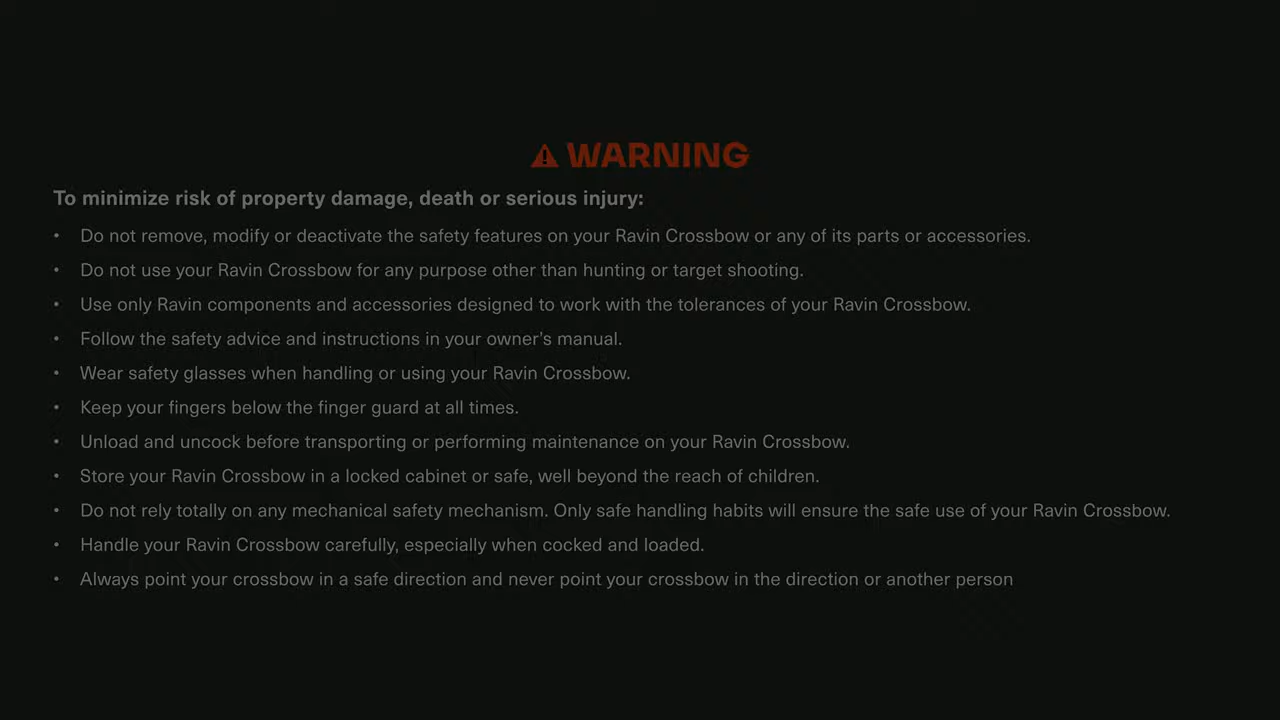 ⚠ WARNING
To minimize risk of property damage, death or serious injury:
• Do not remove, modify or deactivate the safety features on your Ravin Crossbow or any of its parts or accessories.
• Do not use your Ravin Crossbow for any purpose other than hunting or target shooting.
• Use only Ravin components and accessories designed to work with the tolerances of your Ravin Crossbow.
• Follow the safety advice and instructions in your owner's manual.
• Wear safety glasses when handling or using your Ravin Crossbow.
• Keep your fingers below the finger guard at all times.
• Unload and uncock before transporting or performing maintenance on your Ravin Crossbow.
• Store your Ravin Crossbow in a locked cabinet or safe, well beyond the reach of children.
• Do not rely totally on any mechanical safety mechanism. Only safe handling habits will ensure the safe use of your Ravin Crossbow.
• Handle your Ravin Crossbow carefully, especially when cocked and loaded.
• Always point your crossbow in a safe direction and never point your crossbow in the direction or another person